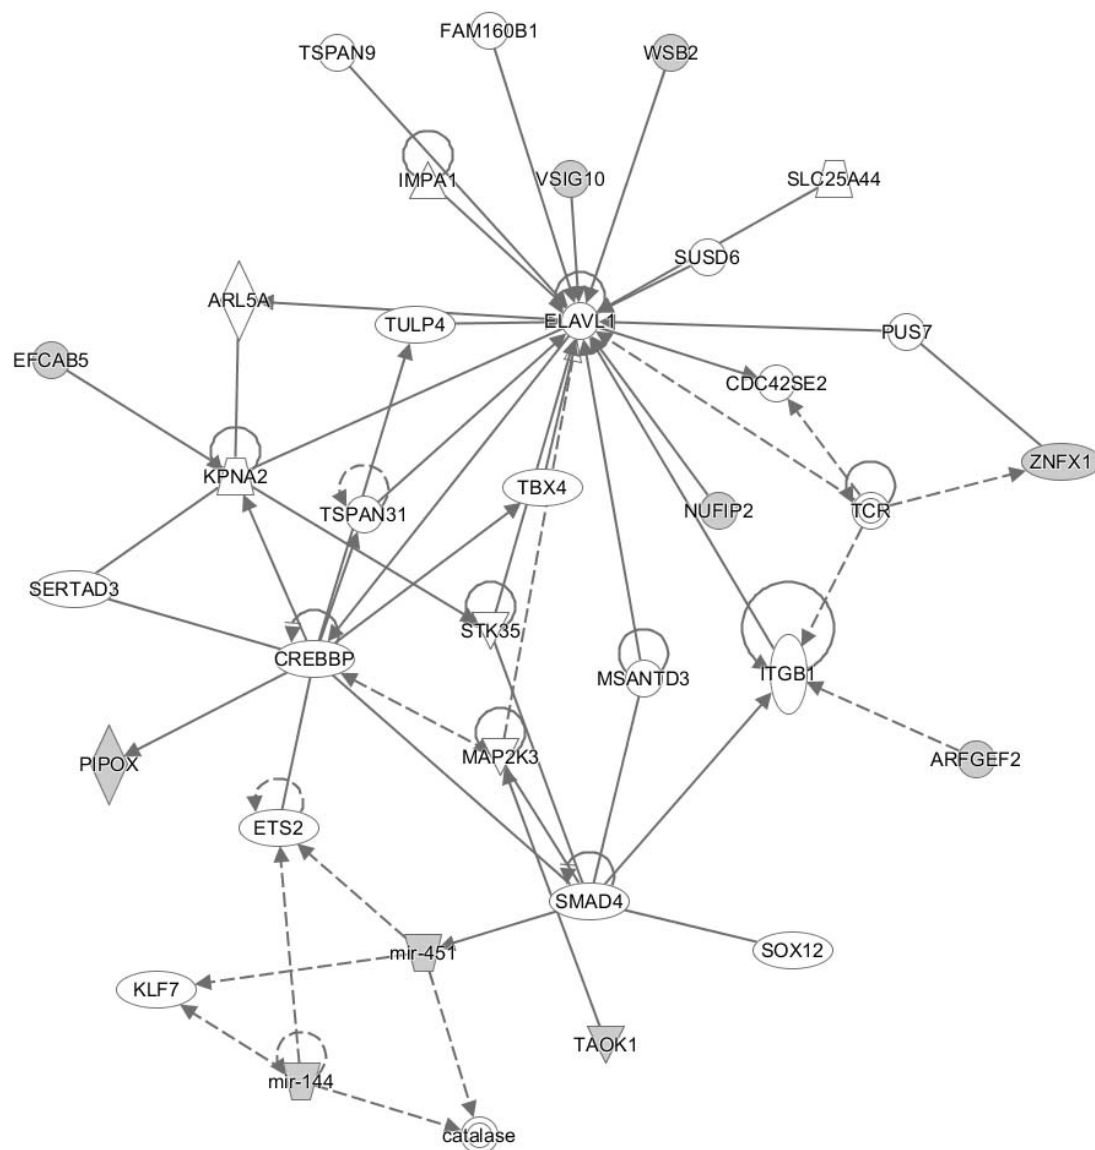 FAM160B1
TSPAN9
WSB2
IMPA1
VSIG10
SLC25A44
SUSD6
ARL5A
TULP4
ELAVL1
PUS7
EFCAB5
CDC42SE2
KPNA2
ZNFX1
TBX4
TSPAN31
NUFIP2
TCR
SERTAD3
STK35
CREBBP
MSANTD3
ITGB1
PIPOX
MAP2K3
ARFGEF2
ETS2
SMAD4
mir-451
SOX12
KLF7
TAOK1
mir-144
catalase